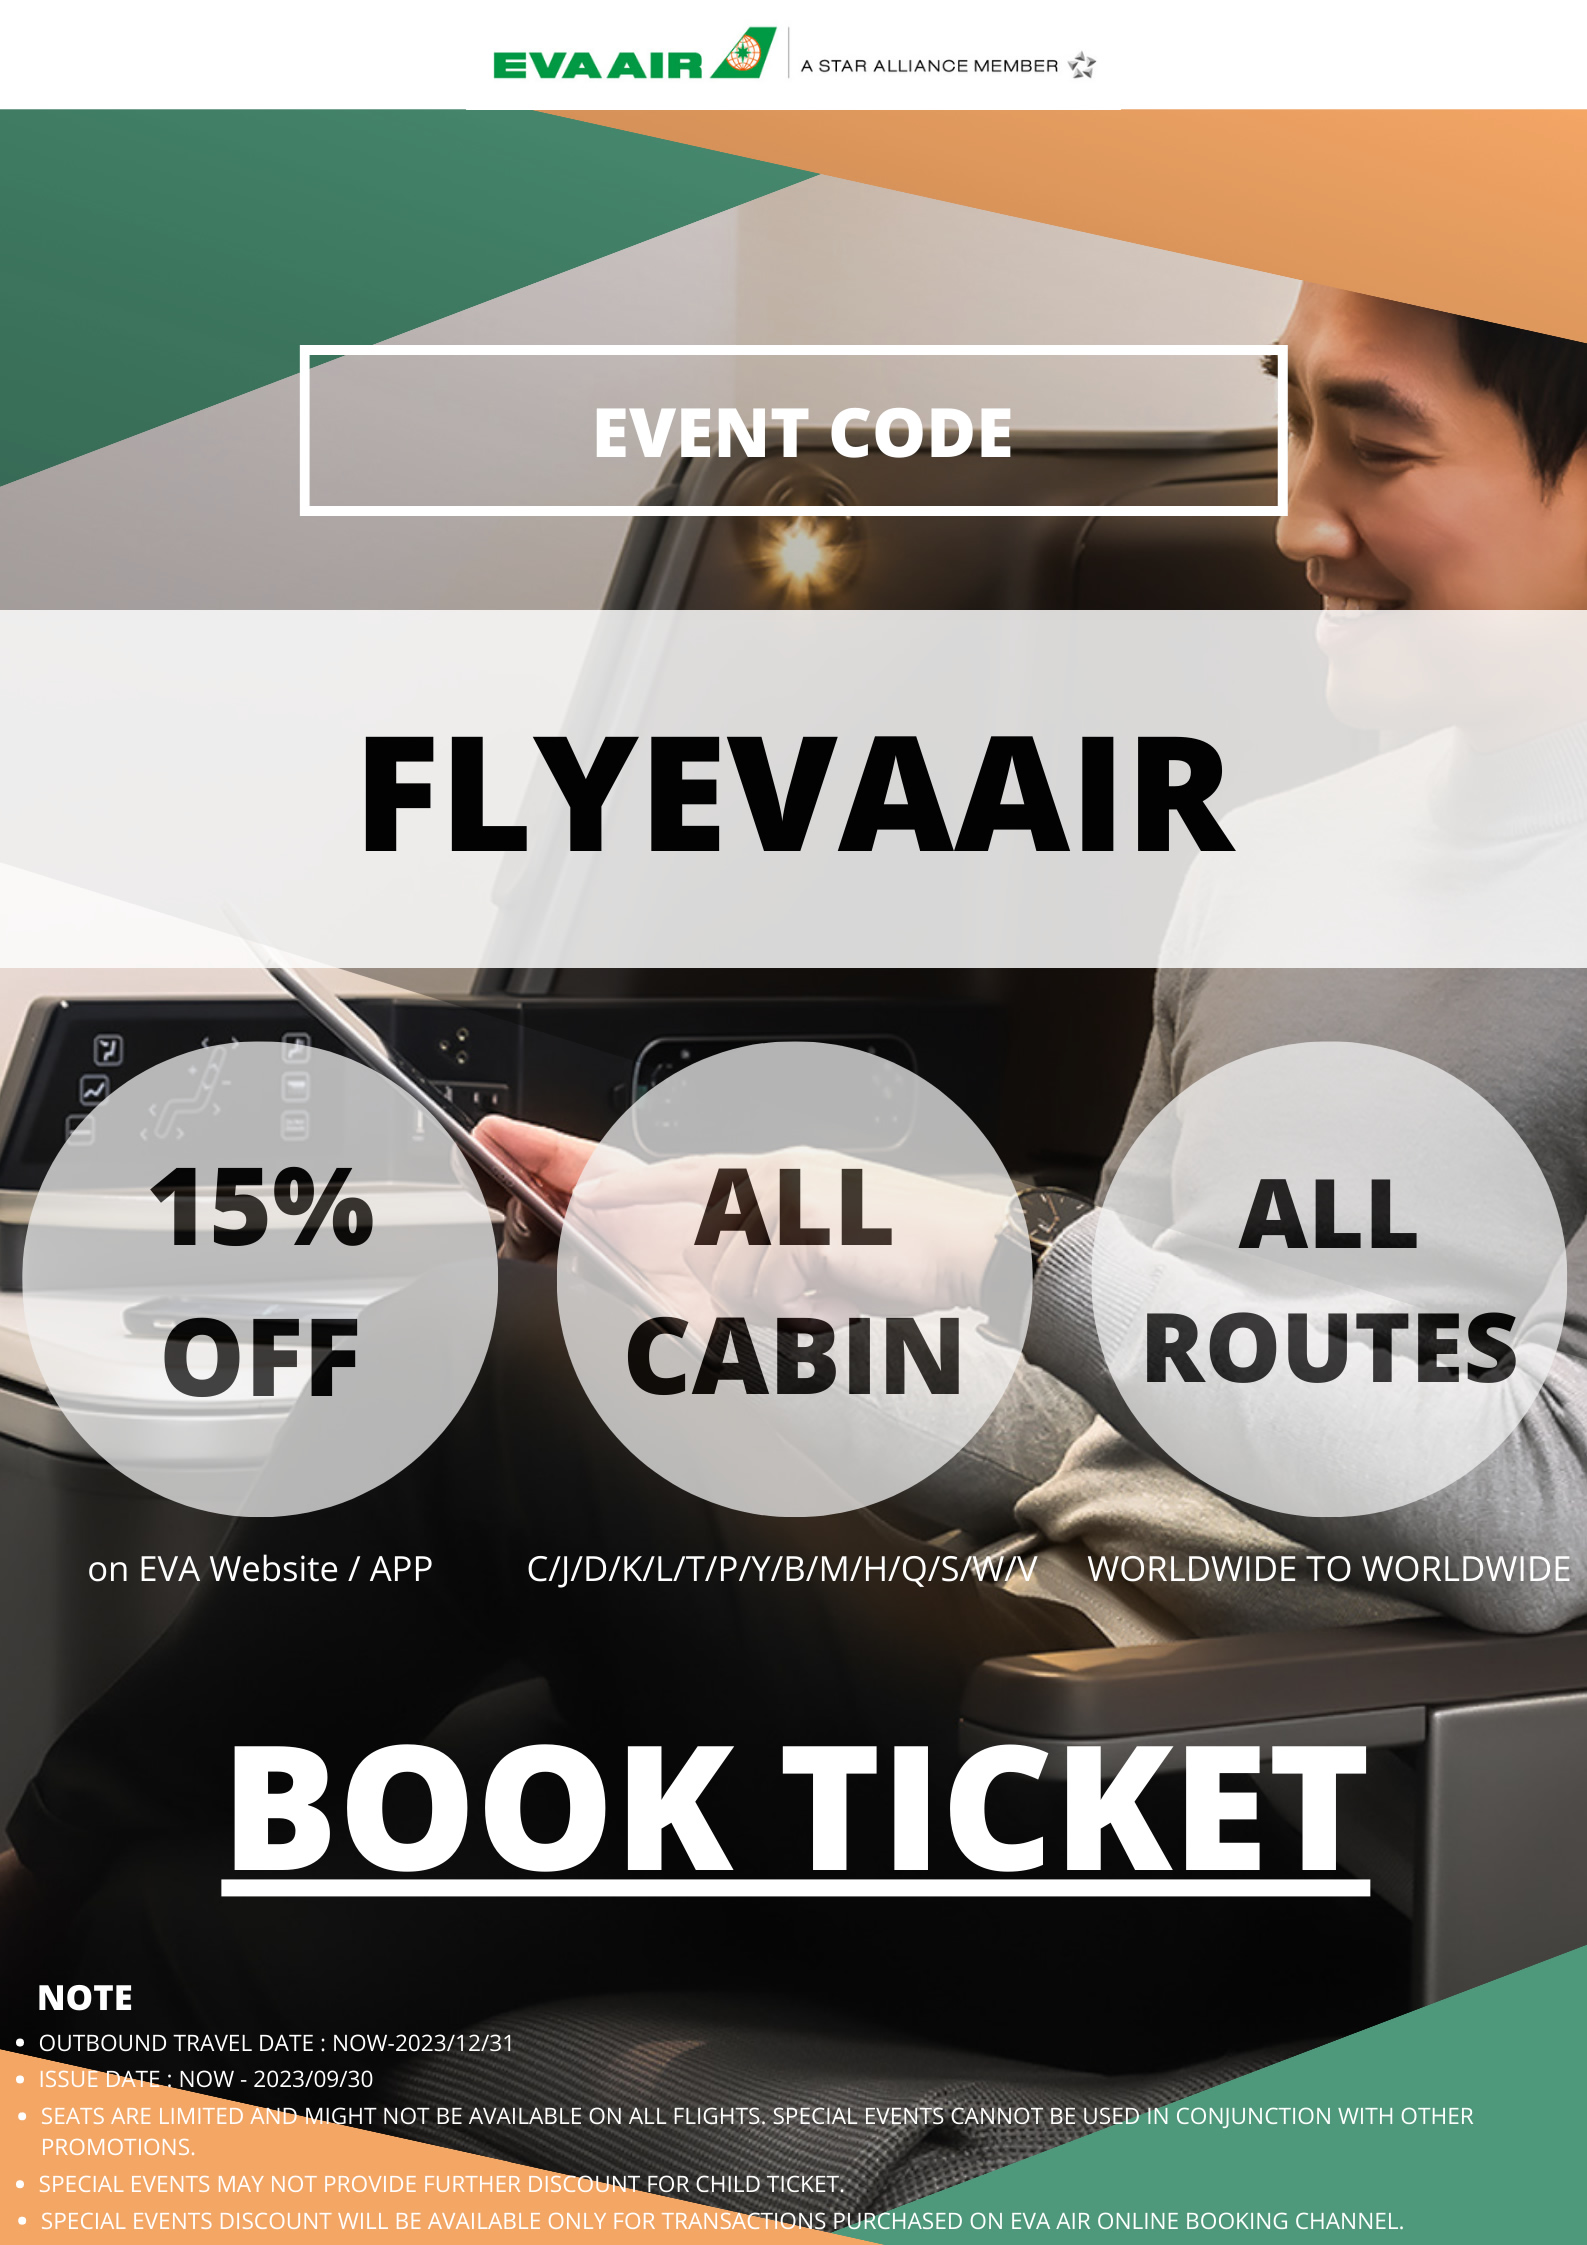 EVA AIR
A STAR ALLIANCE MEMBER
EVENT CODE
FLYEVAAIR
15%
OFF
ALL
CABIN
ALL
ROUTES
on EVA Website / APP
C/J/D/K/L/T/P/Y/B/M/H/Q/S/W/V
WORLDWIDE TO WORLDWIDE
BOOK TICKET
NOTE
• OUTBOUND TRAVEL DATE : NOW-2023/12/31
• ISSUE DATE : NOW - 2023/09/30
• SEATS ARE LIMITED AND MIGHT NOT BE AVAILABLE ON ALL FLIGHTS. SPECIAL EVENTS CANNOT BE USED IN CONJUNCTION WITH OTHER
PROMOTIONS.
• SPECIAL EVENTS MAY NOT PROVIDE FURTHER DISCOUNT FOR CHILD TICKET.
• SPECIAL EVENTS DISCOUNT WILL BE AVAILABLE ONLY FOR TRANSACTIONS PURCHASED ON EVA AIR ONLINE BOOKING CHANNEL.